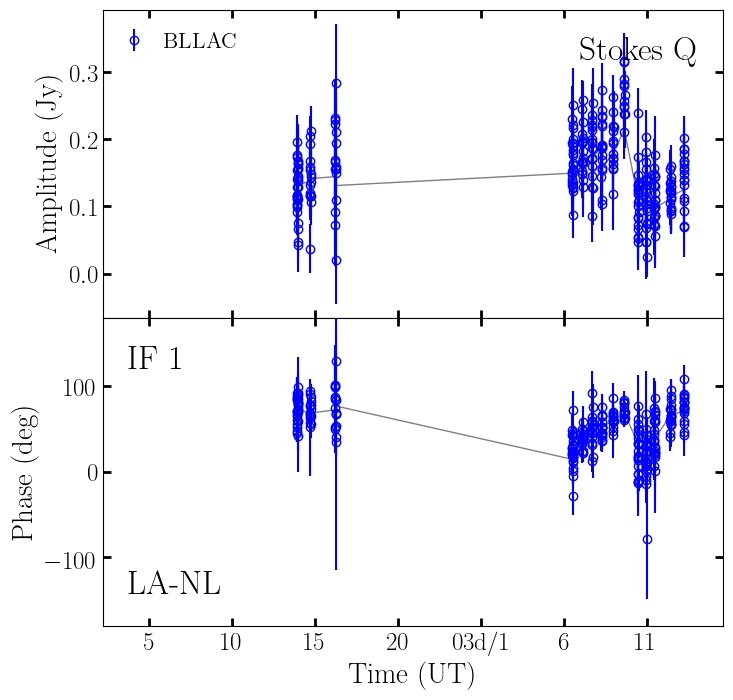 BLLAC
Stokes Q
0.3
0.2
0.1
0.0
Amplitude (Jy)
IF 1
100
0
−100
Phase (deg)
LA-NL
5 10 15 20 03d/1 6 11
Time (UT)